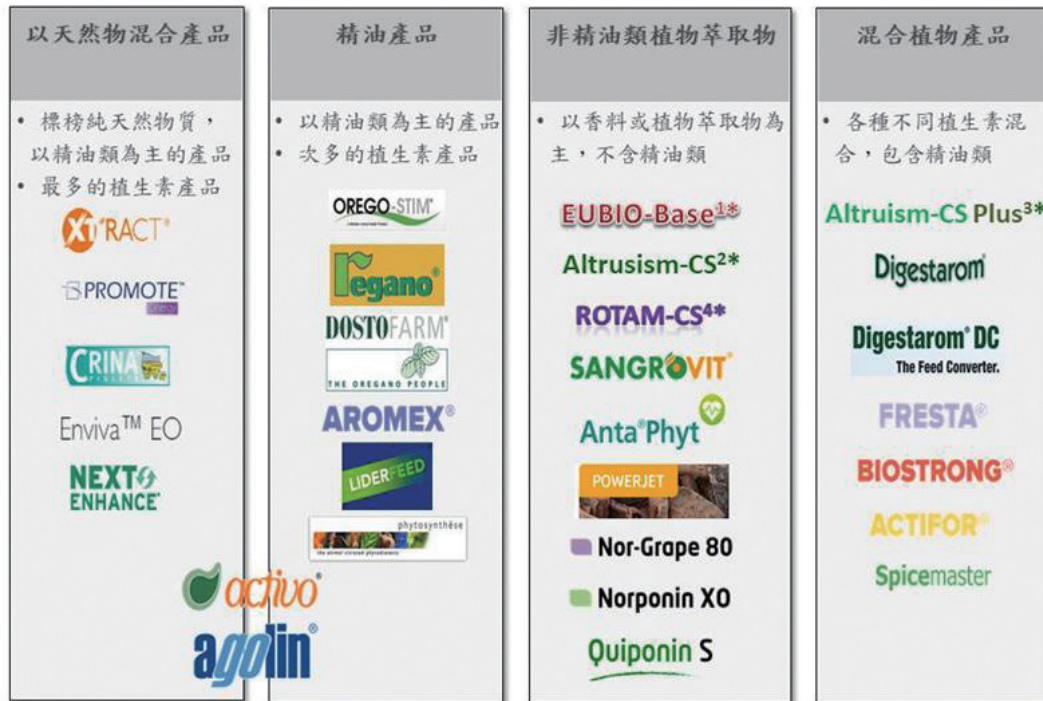 以天然物混合產品
• 標榜純天然物質，
以精油類為主的產品
• 最多的植生素產品
XT®RACT®
PROMOTE™
CRINA®
Enviva™ EO
NEXT
ENHANCE®
activo®
agolin®
精油產品
• 以精油類為主的產品
• 次多的植生素產品
OREGO-STIM®
regano®
DOSTOFARM®
THE OREGANO PEOPLE
AROMEX®
LIDERFEED
phytosynthèse
非精油類植物萃取物
• 以香料或植物萃取物為
主，不含精油類
EUBIO-Base1*
Altrusism-CS2*
ROTAM-CS4*
SANGROVIT®
Anta®Phyt
POWERJET
Nor-Grape 80
Norponin XO
Quiponin S
混合植物產品
• 各種不同植生素混
合，包含精油類
Altruism-CS Plus3*
Digestarom®
Digestarom® DC
The Feed Converter.
FRESTA®
BIOSTRONG®
ACTIFOR®
Spicemaster